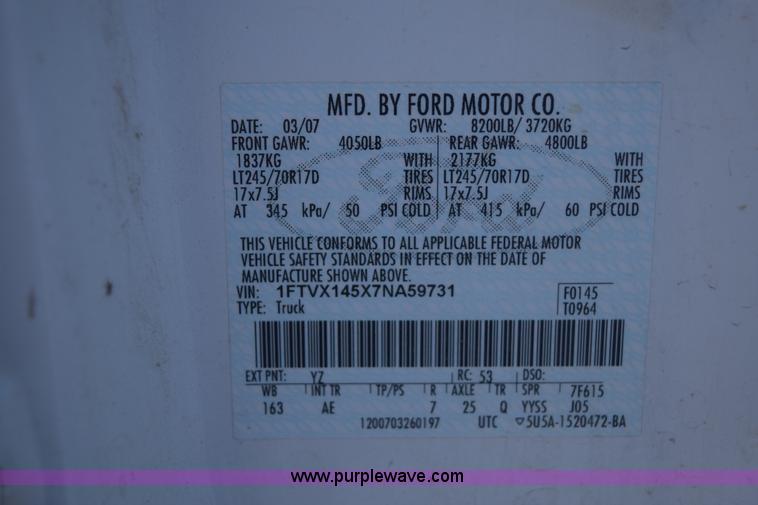 MFD. BY FORD MOTOR CO.
DATE: 03/07 GVWR: 8200LB/ 3720KG
FRONT GAWR: 4050LB REAR GAWR: 4800LB
1837KG WITH 2177KG WITH
LT245/70R17D TIRES LT245/70R17D TIRES
17x7.5J RIMS 17x7.5J RIMS
AT 345 kPa/ 50 PSI COLD AT 415 kPa/ 60 PSI COLD
THIS VEHICLE CONFORMS TO ALL APPLICABLE FEDERAL MOTOR
VEHICLE SAFETY STANDARDS IN EFFECT ON THE DATE OF
MANUFACTURE SHOWN ABOVE.
VIN: 1FTVX145X7NA59731 F0145
TYPE: Truck T0964
EXT PNT: YZ RC: 53 DSO:
WB INT TR TP/PS R AXLE TR SPR 7F615
163 AE 7 25 Q YYSS J05
1200703260197 UTC ▽5U5A-1520472-BA
www.purplewave.com